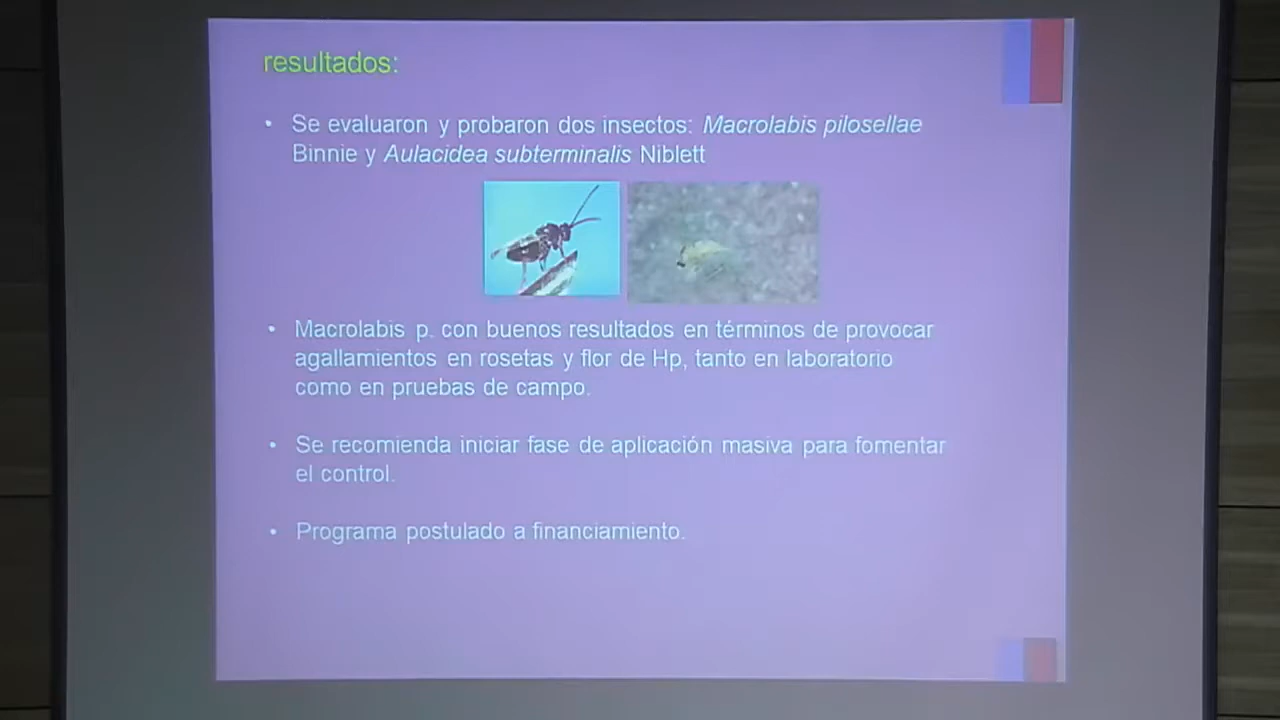 resultados:
• Se evaluaron y probaron dos insectos: Macrolabis pilosellae
Binnie y Aulacidea subterminalis Niblett
• Macrolabis p. con buenos resultados en términos de provocar
agallamientos en rosetas y flor de Hp, tanto en laboratorio
como en pruebas de campo.
• Se recomienda iniciar fase de aplicación masiva para fomentar
el control.
• Programa postulado a financiamiento.